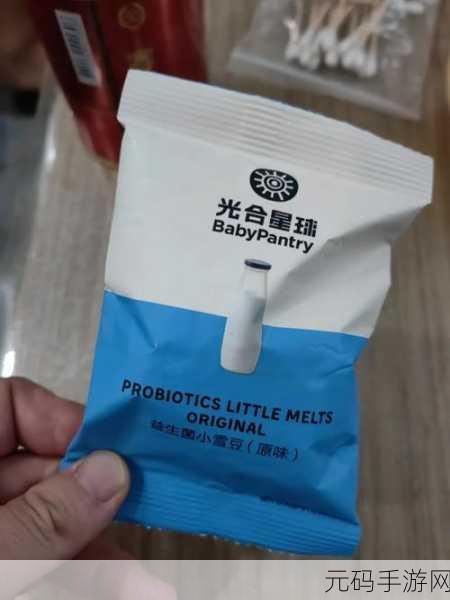 光合星球
BabyPantry
PROBIOTICS LITTLE MELTS
ORIGINAL
益生菌小雪豆(原味)
元码手游网